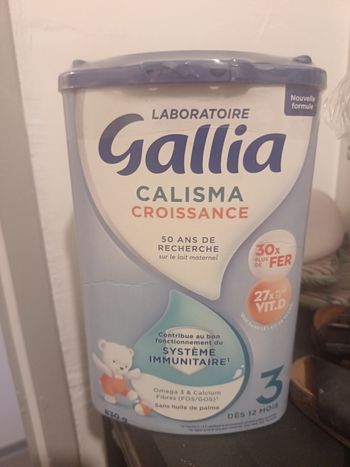 Nouvelle
formule
LABORATOIRE
Gallia
CALISMA
CROISSANCE
50 ANS DE
RECHERCHE
sur le lait maternel
30x
PLUS
DE FER
27x
VIT.D
Contribue au bon
fonctionnement du
SYSTÈME
IMMUNITAIRE¹
Omega 3 & Calcium
Fibres (FOS/GOS)
Sans huile de palme
3
DÈS 12 MOIS
830 g